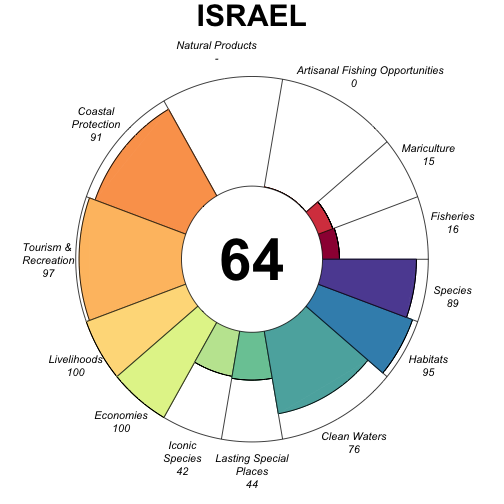 ISRAEL
Natural Products
-
Artisanal Fishing Opportunities
0
Coastal
Protection
91
Mariculture
15
Fisheries
16
Tourism &
Recreation
97
64
Species
89
Livelihoods
100
Habitats
95
Economies
100
Iconic
Species
42
Lasting Special
Places
44
Clean Waters
76